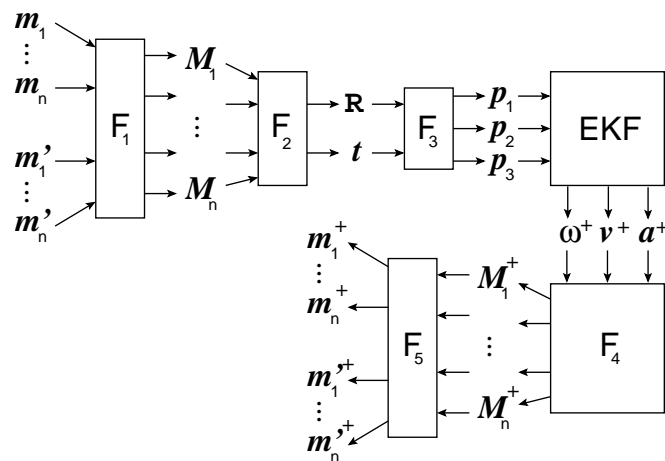 m₁ M₁
⋮
mₙ F₁ ⋮ F₂ R F₃ p₁ EKF
t p₂
m'₁ p₃
⋮
m'ₙ Mₙ
ω⁺ v⁺ a⁺
m₁⁺ M₁⁺
⋮
mₙ⁺ F₅ ⋮ F₄
m'₁⁺
⋮ Mₙ⁺
m'ₙ⁺